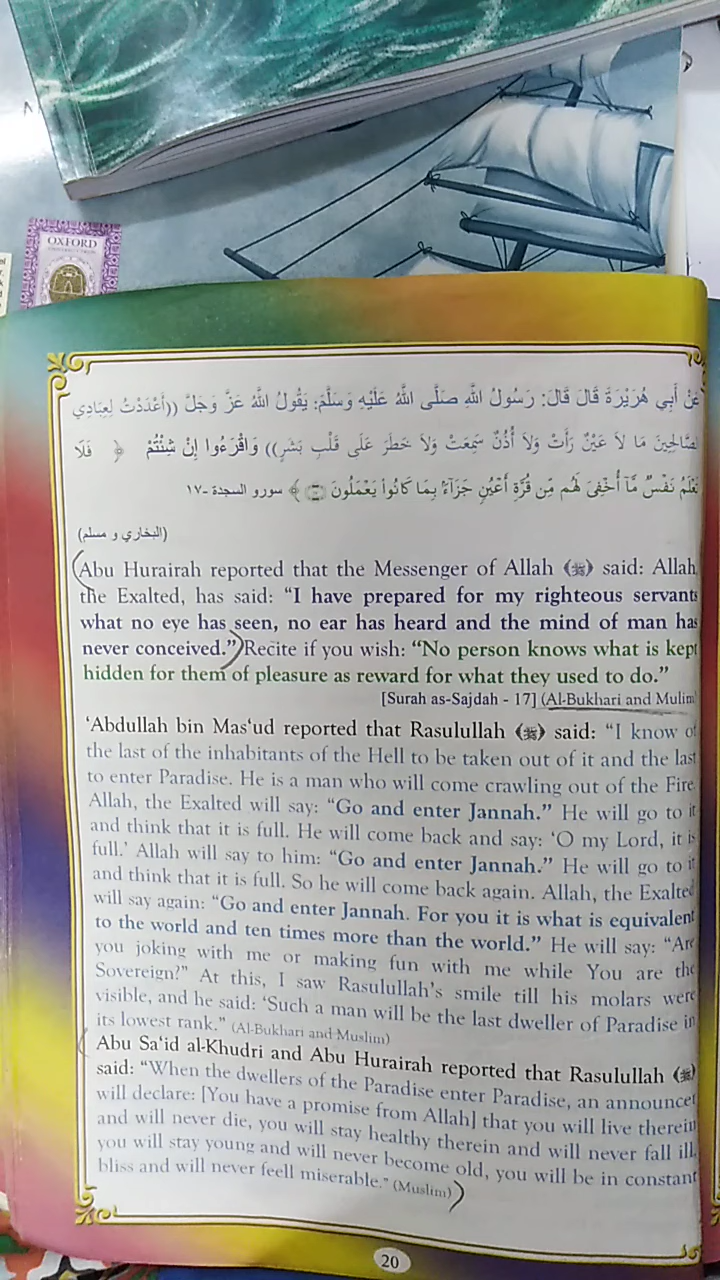 OXFORD
عَنْ أَبِي هُرَيْرَةَ قَالَ قَالَ: رَسُولُ اللهِ صَلَّى اللهُ عَلَيْهِ وَسَلَّمَ: يَقُولُ اللهُ عَزَّ وَجَلَّ ((أَعْدَدْتُ لِعِبَادِي
الصَّالِحِينَ مَا لاَ عَيْنٌ رَأَتْ وَلاَ أُذُنٌ سَمِعَتْ وَلاَ خَطَرَ عَلَى قَلْبِ بَشَرٍ)) وَاقْرَءُوا إِنْ شِئْتُمْ ﴿ فَلَا
تَعْلَمُ نَفْسٌ مَّآ أُخْفِىَ لَهُم مِّن قُرَّةِ أَعْيُنٍ جَزَآءً بِمَا كَانُوا۟ يَعْمَلُونَ ﴾ سورو السجدة -١٧
(البخاري و مسلم)
Abu Hurairah reported that the Messenger of Allah (ﷺ) said: Allah,
the Exalted, has said: “I have prepared for my righteous servants
what no eye has seen, no ear has heard and the mind of man has
never conceived.” Recite if you wish: “No person knows what is kept
hidden for them of pleasure as reward for what they used to do.”
[Surah as-Sajdah - 17] (Al-Bukhari and Mulim)
‘Abdullah bin Mas‘ud reported that Rasulullah (ﷺ) said: “I know of
the last of the inhabitants of the Hell to be taken out of it and the last
to enter Paradise. He is a man who will come crawling out of the Fire.
Allah, the Exalted will say: “Go and enter Jannah.” He will go to it
and think that it is full. He will come back and say: ‘O my Lord, it is
full.’ Allah will say to him: “Go and enter Jannah.” He will go to it
and think that it is full. So he will come back again. Allah, the Exalted
will say again: “Go and enter Jannah. For you it is what is equivalent
to the world and ten times more than the world.” He will say: “Are
you joking with me or making fun with me while You are the
Sovereign?” At this, I saw Rasulullah’s smile till his molars were
visible, and he said: ‘Such a man will be the last dweller of Paradise in
its lowest rank.” (Al-Bukhari and Muslim)
Abu Sa‘id al-Khudri and Abu Hurairah reported that Rasulullah (ﷺ)
said: “When the dwellers of the Paradise enter Paradise, an announcer
will declare: [You have a promise from Allah] that you will live therein
and will never die, you will stay healthy therein and will never fall ill,
you will stay young and will never become old, you will be in constant
bliss and will never feell miserable.” (Muslim)
20